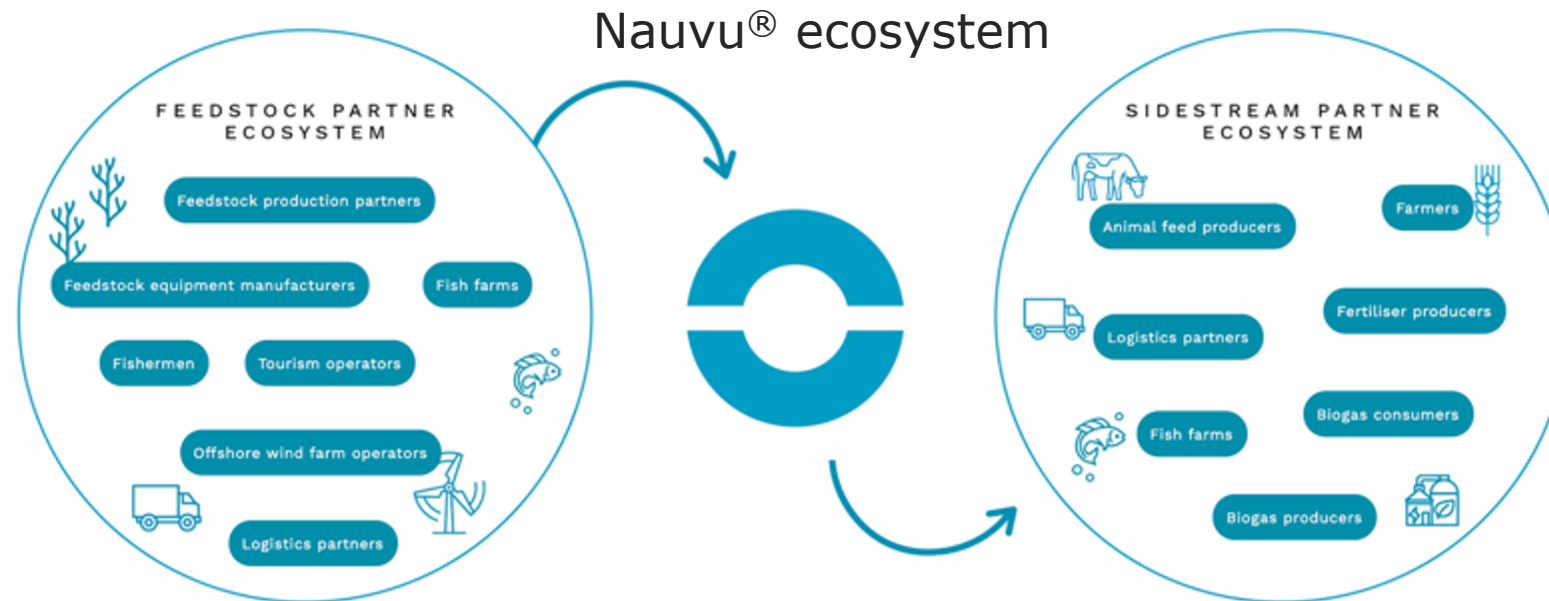 Nauvu® ecosystem
FEEDSTOCK PARTNER
ECOSYSTEM
Feedstock production partners
Feedstock equipment manufacturers
Fish farms
Fishermen
Tourism operators
Offshore wind farm operators
Logistics partners
SIDESTREAM PARTNER
ECOSYSTEM
Animal feed producers
Farmers
Logistics partners
Fertiliser producers
Fish farms
Biogas consumers
Biogas producers